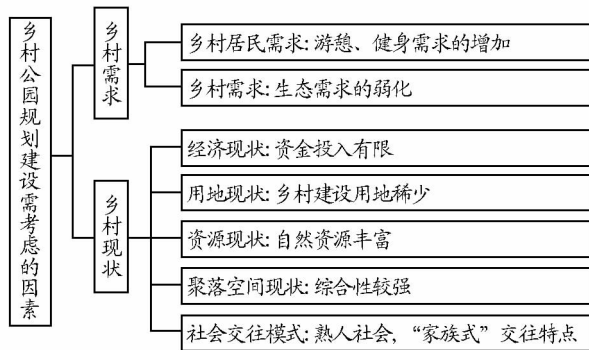 乡村公园规划建设需考虑的因素
乡村需求
乡村居民需求:游憩、健身需求的增加
乡村需求:生态需求的弱化
乡村现状
经济现状:资金投入有限
用地现状:乡村建设用地稀少
资源现状:自然资源丰富
聚落空间现状:综合性较强
社会交往模式:熟人社会,“家族式”交往特点